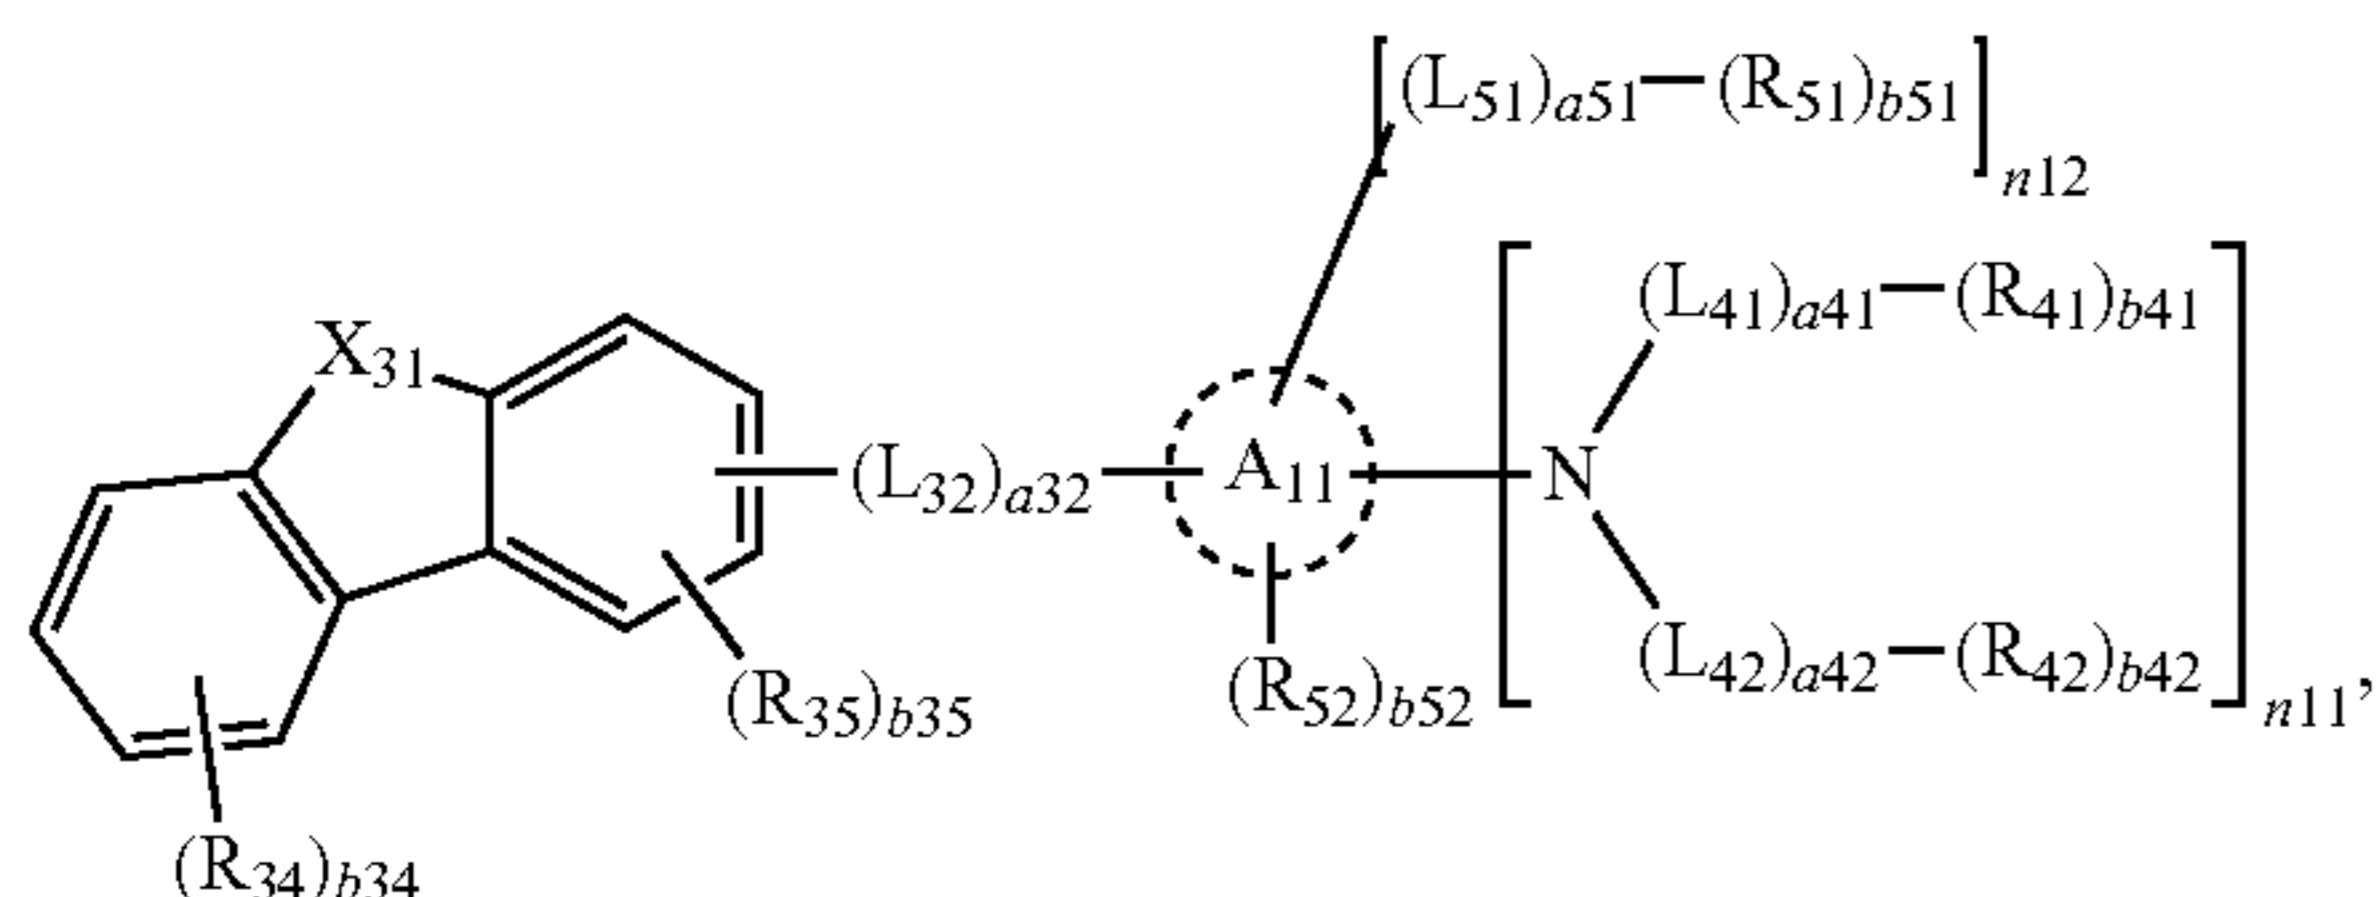 [(L51)a51—(R51)b51]n12
X31
(L41)a41—(R41)b41
(L32)a32
A11
N
(L42)a42—(R42)b42
n11,
(R35)b35
(R52)b52
(R34)b34